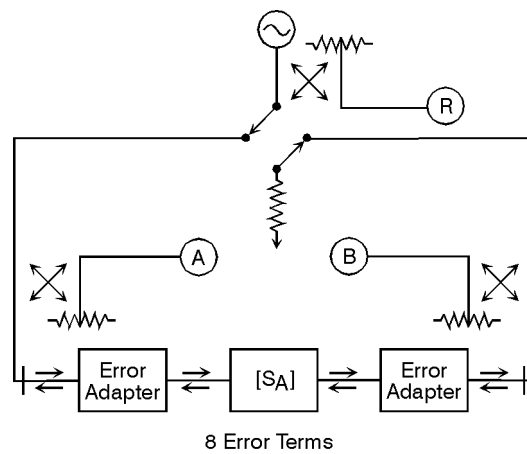 R
A
B
Error
Adapter
[SA]
Error
Adapter
8 Error Terms